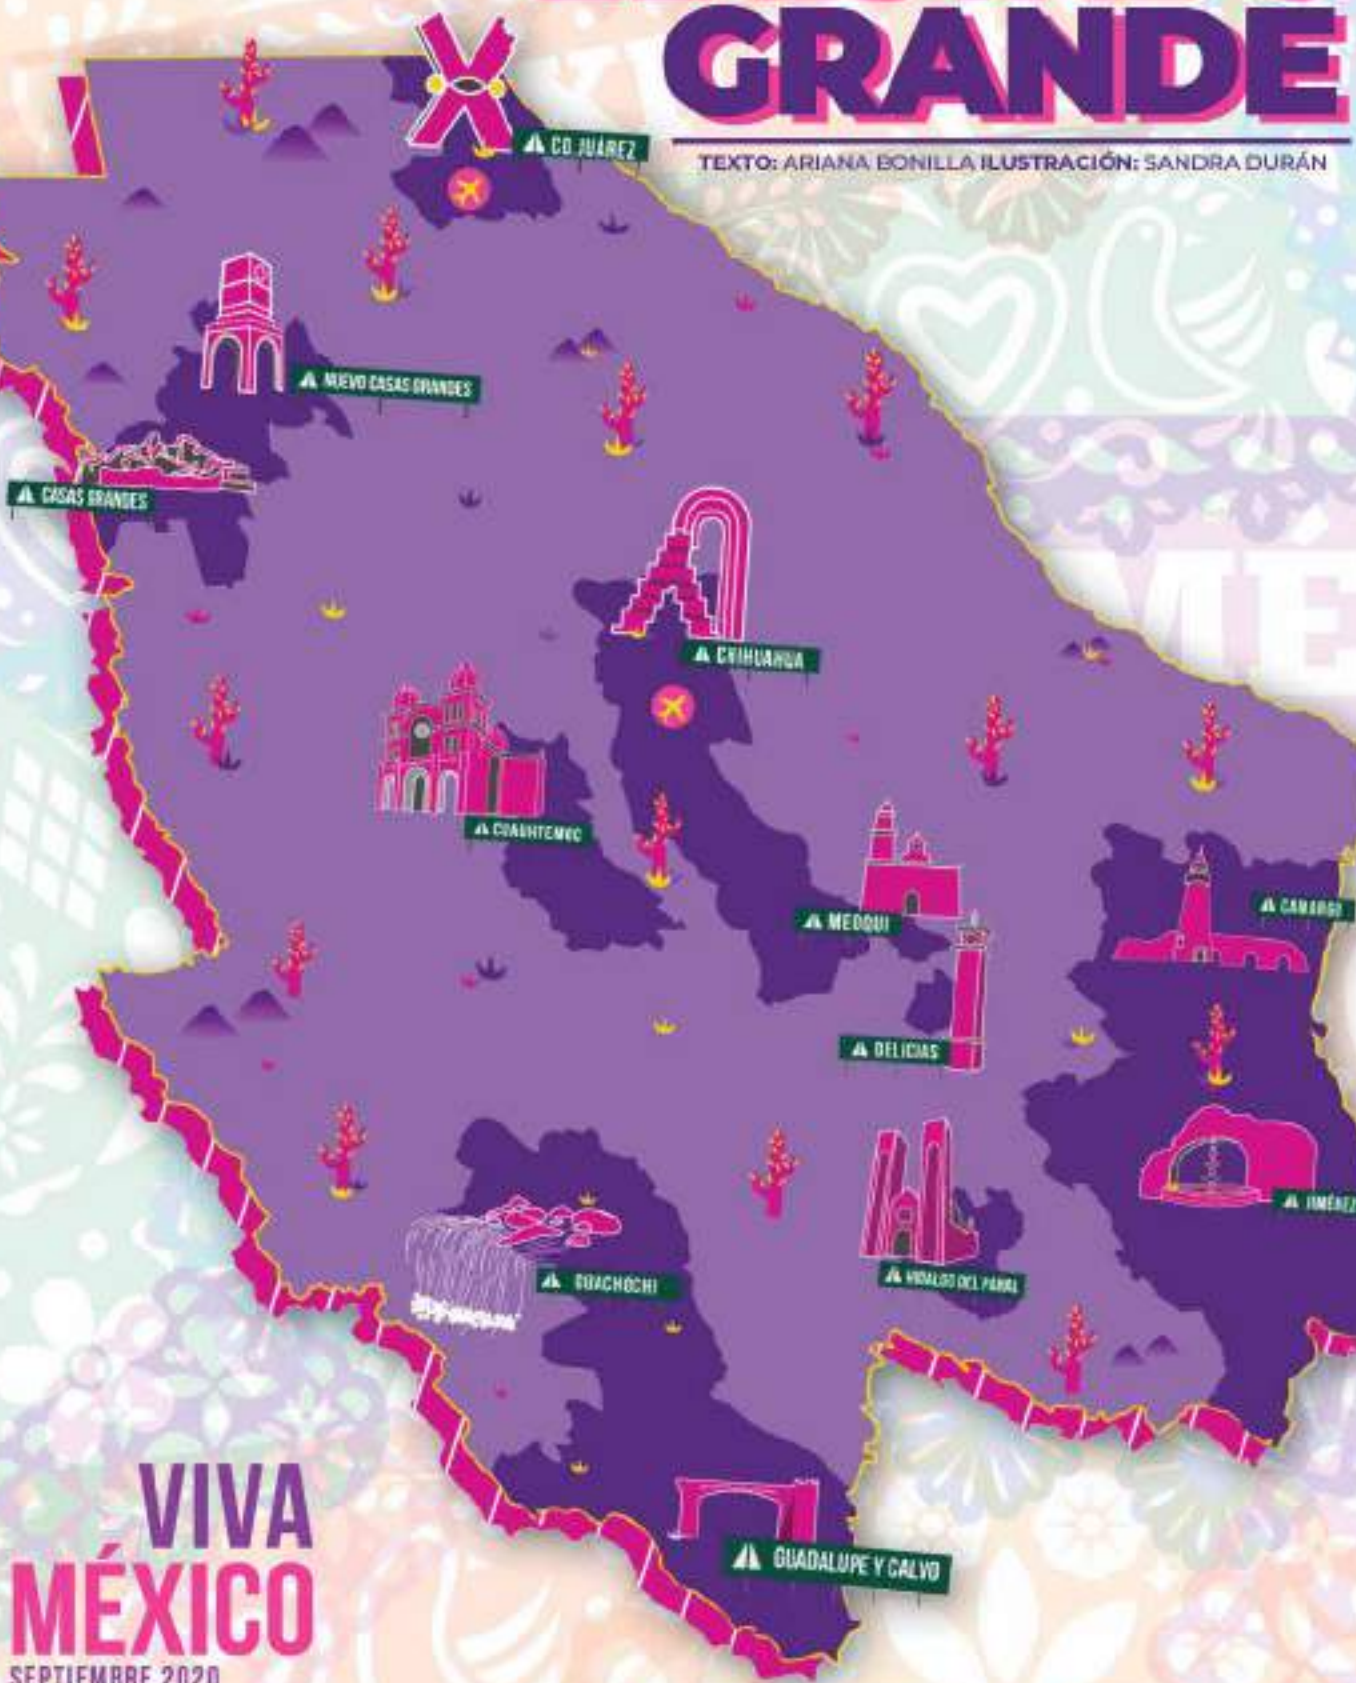 GRANDE
TEXTO: ARIANA BONILLA ILUSTRACIÓN: SANDRA DURÁN
CD JUÁREZ
NUEVO CASAS GRANDES
CASAS GRANDES
CHIHUAHUA
CUAUHTEMOC
MEOQUI
CAMARGO
DELICIAS
JIMÉNEZ
GUACHOCHI
HIDALGO DEL PARRAL
GUADALUPE Y CALVO
VIVA
MÉXICO
SEPTIEMBRE 2020